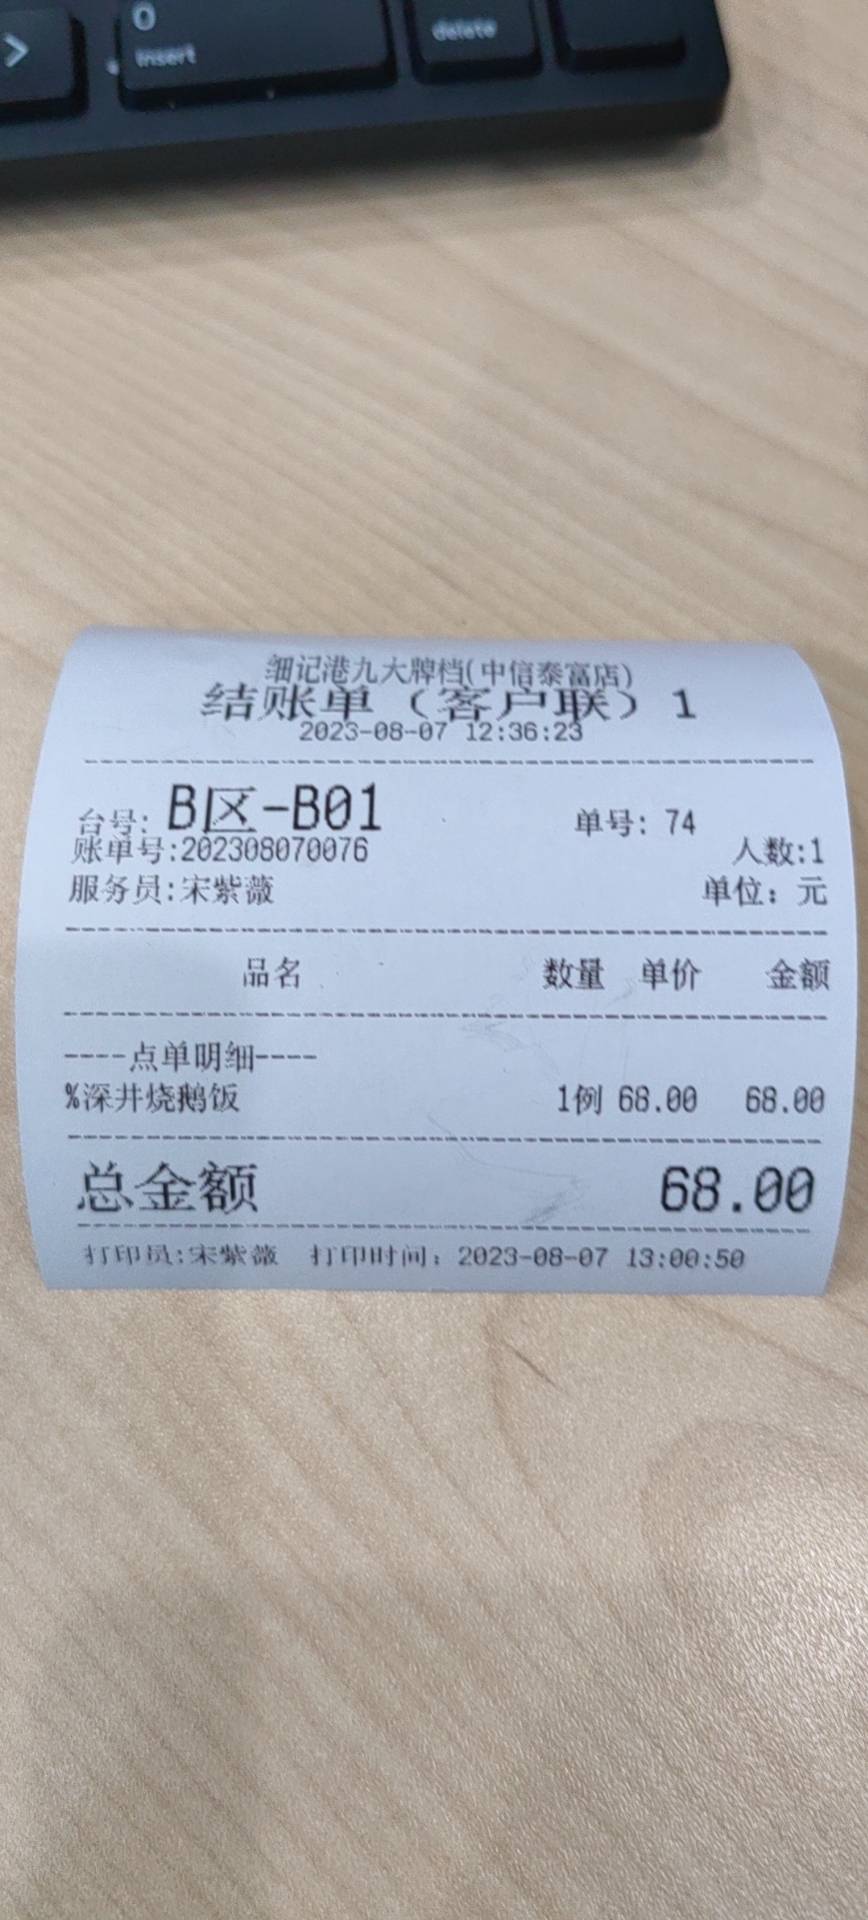 >
0
Insert
delete
细记港九大牌档(中信泰富店)
结账单（客户联）1
2023-08-07 12:36:23
台号: B区-B01 单号: 74
账单号:202308070076 人数:1
服务员:宋紫薇 单位: 元
品名 数量 单价 金额
----点单明细----
%深井烧鹅饭 1例 68.00 68.00
总金额 68.00
打印员:宋紫薇 打印时间: 2023-08-07 13:00:50